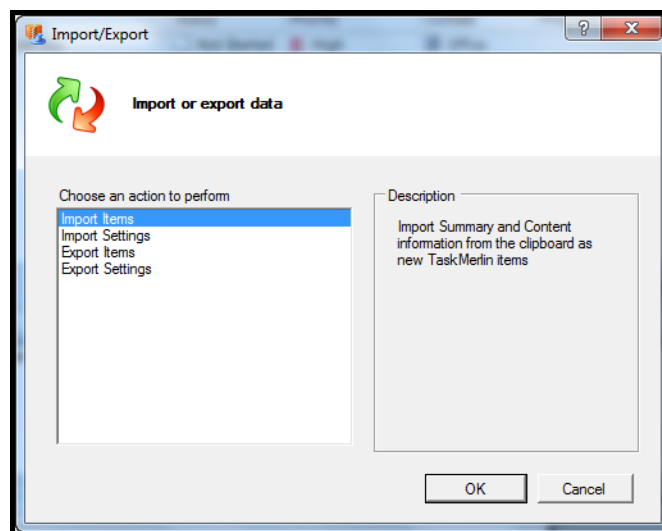 Import/Export
?
Import or export data
Choose an action to perform
Import Items
Import Settings
Export Items
Export Settings
Description
Import Summary and Content
information from the clipboard as
new TaskMerlin items
OK
Cancel